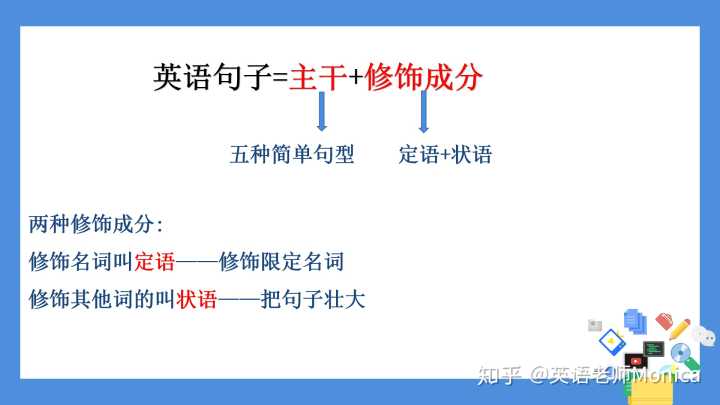 英语句子=主干+修饰成分
五种简单句型 定语+状语
两种修饰成分:
修饰名词叫定语——修饰限定名词
修饰其他词的叫状语——把句子壮大
知乎 @英语老师Monica